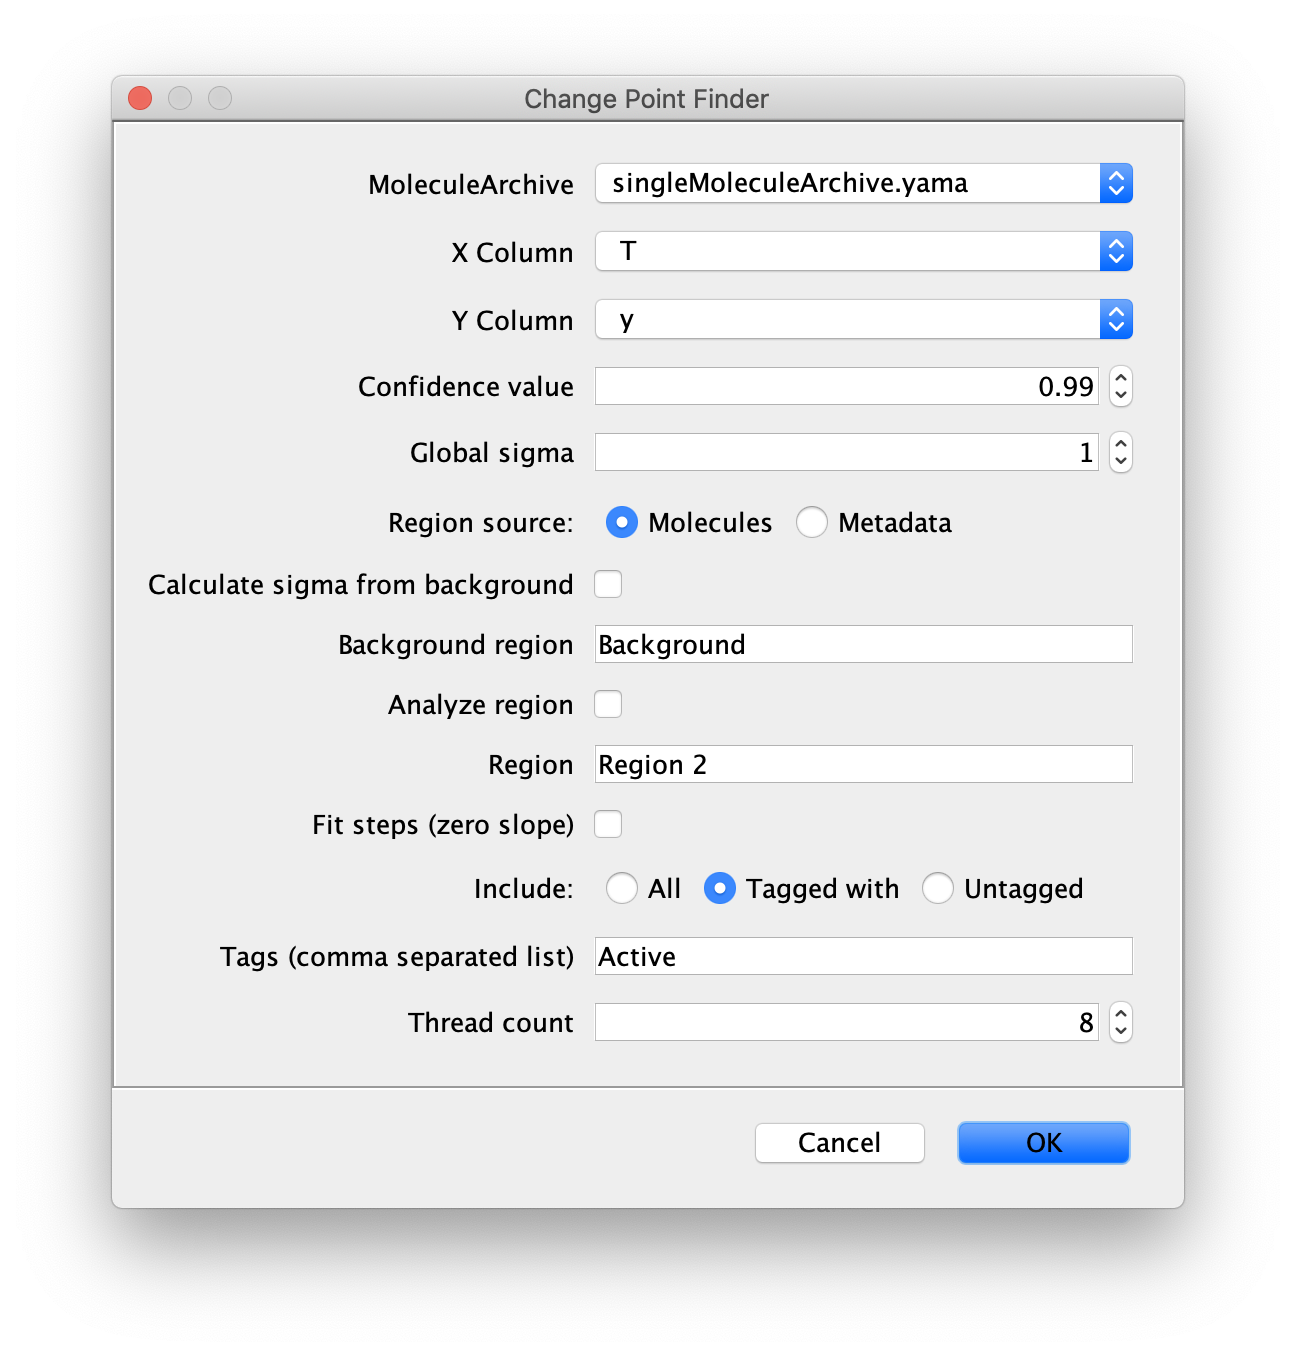 Change Point Finder
MoleculeArchive singleMoleculeArchive.yama
X Column T
Y Column y
Confidence value 0.99
Global sigma 1
Region source: Molecules Metadata
Calculate sigma from background
Background region Background
Analyze region
Region Region 2
Fit steps (zero slope)
Include: All Tagged with Untagged
Tags (comma separated list) Active
Thread count 8
Cancel OK